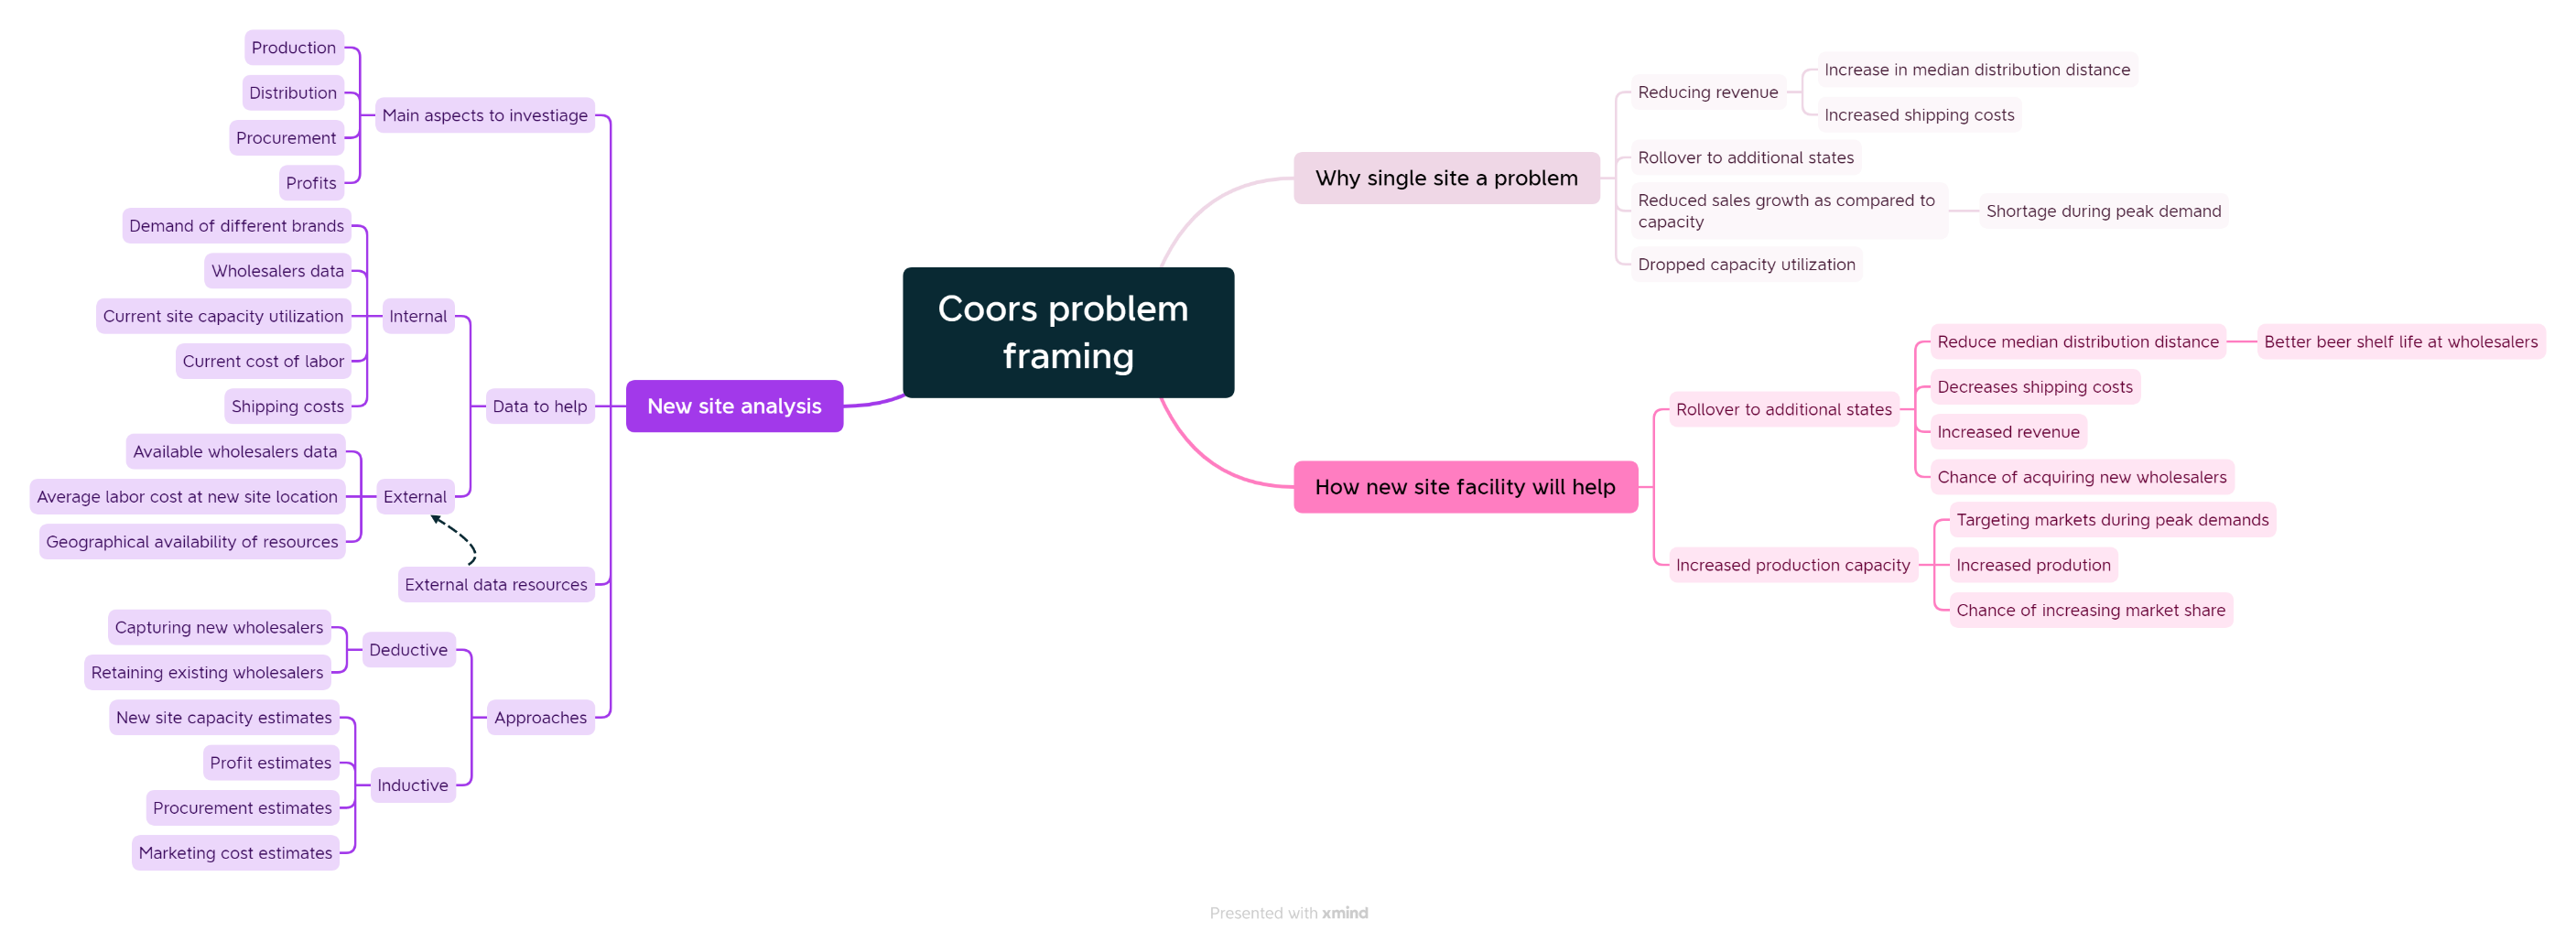 Coors problem
framing
Why single site a problem
Reducing revenue
Increase in median distribution distance
Increased shipping costs
Rollover to additional states
Reduced sales growth as compared to
capacity
Shortage during peak demand
Dropped capacity utilization
How new site facility will help
Rollover to additional states
Reduce median distribution distance
Better beer shelf life at wholesalers
Decreases shipping costs
Increased revenue
Chance of acquiring new wholesalers
Increased production capacity
Targeting markets during peak demands
Increased prodution
Chance of increasing market share
New site analysis
Main aspects to investiage
Production
Distribution
Procurement
Profits
Data to help
Internal
Demand of different brands
Wholesalers data
Current site capacity utilization
Current cost of labor
Shipping costs
External
Available wholesalers data
Average labor cost at new site location
Geographical availability of resources
External data resources
Approaches
Deductive
Capturing new wholesalers
Retaining existing wholesalers
Inductive
New site capacity estimates
Profit estimates
Procurement estimates
Marketing cost estimates
Presented with xmind